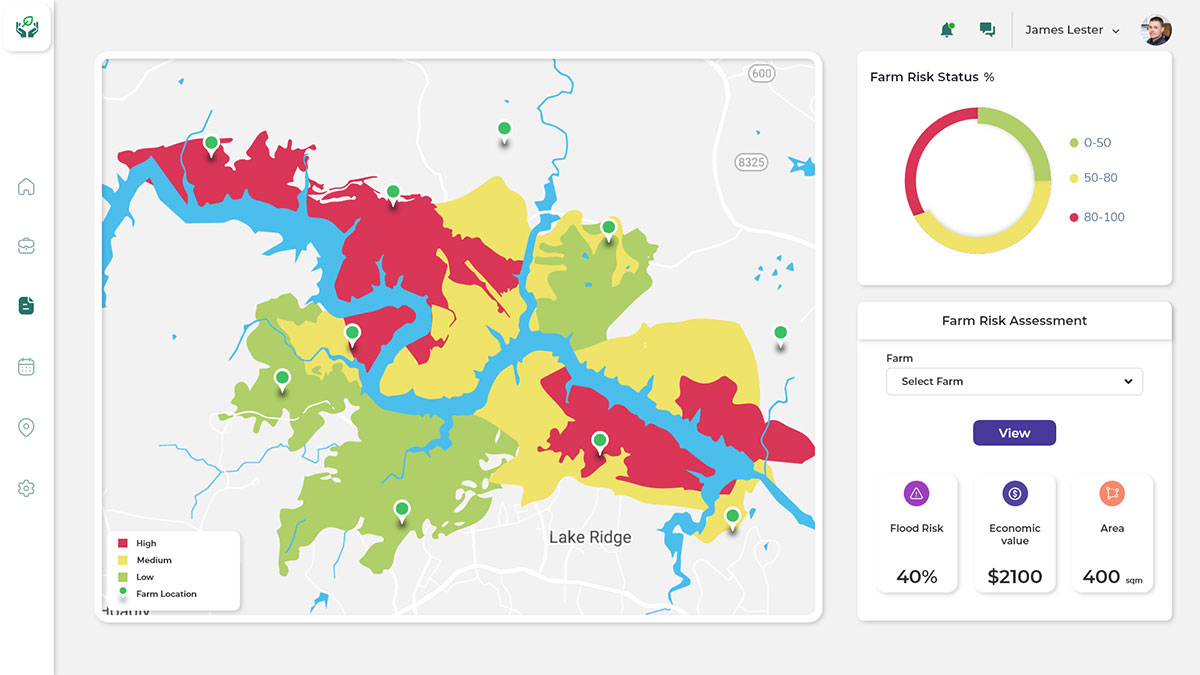 James Lester
600
8325
Lake Ridge
High
Medium
Low
Farm Location
Farm Risk Status %
0-50
50-80
80-100
Farm Risk Assessment
Farm
Select Farm
View
Flood Risk
40%
Economic
value
$2100
Area
400 sqm